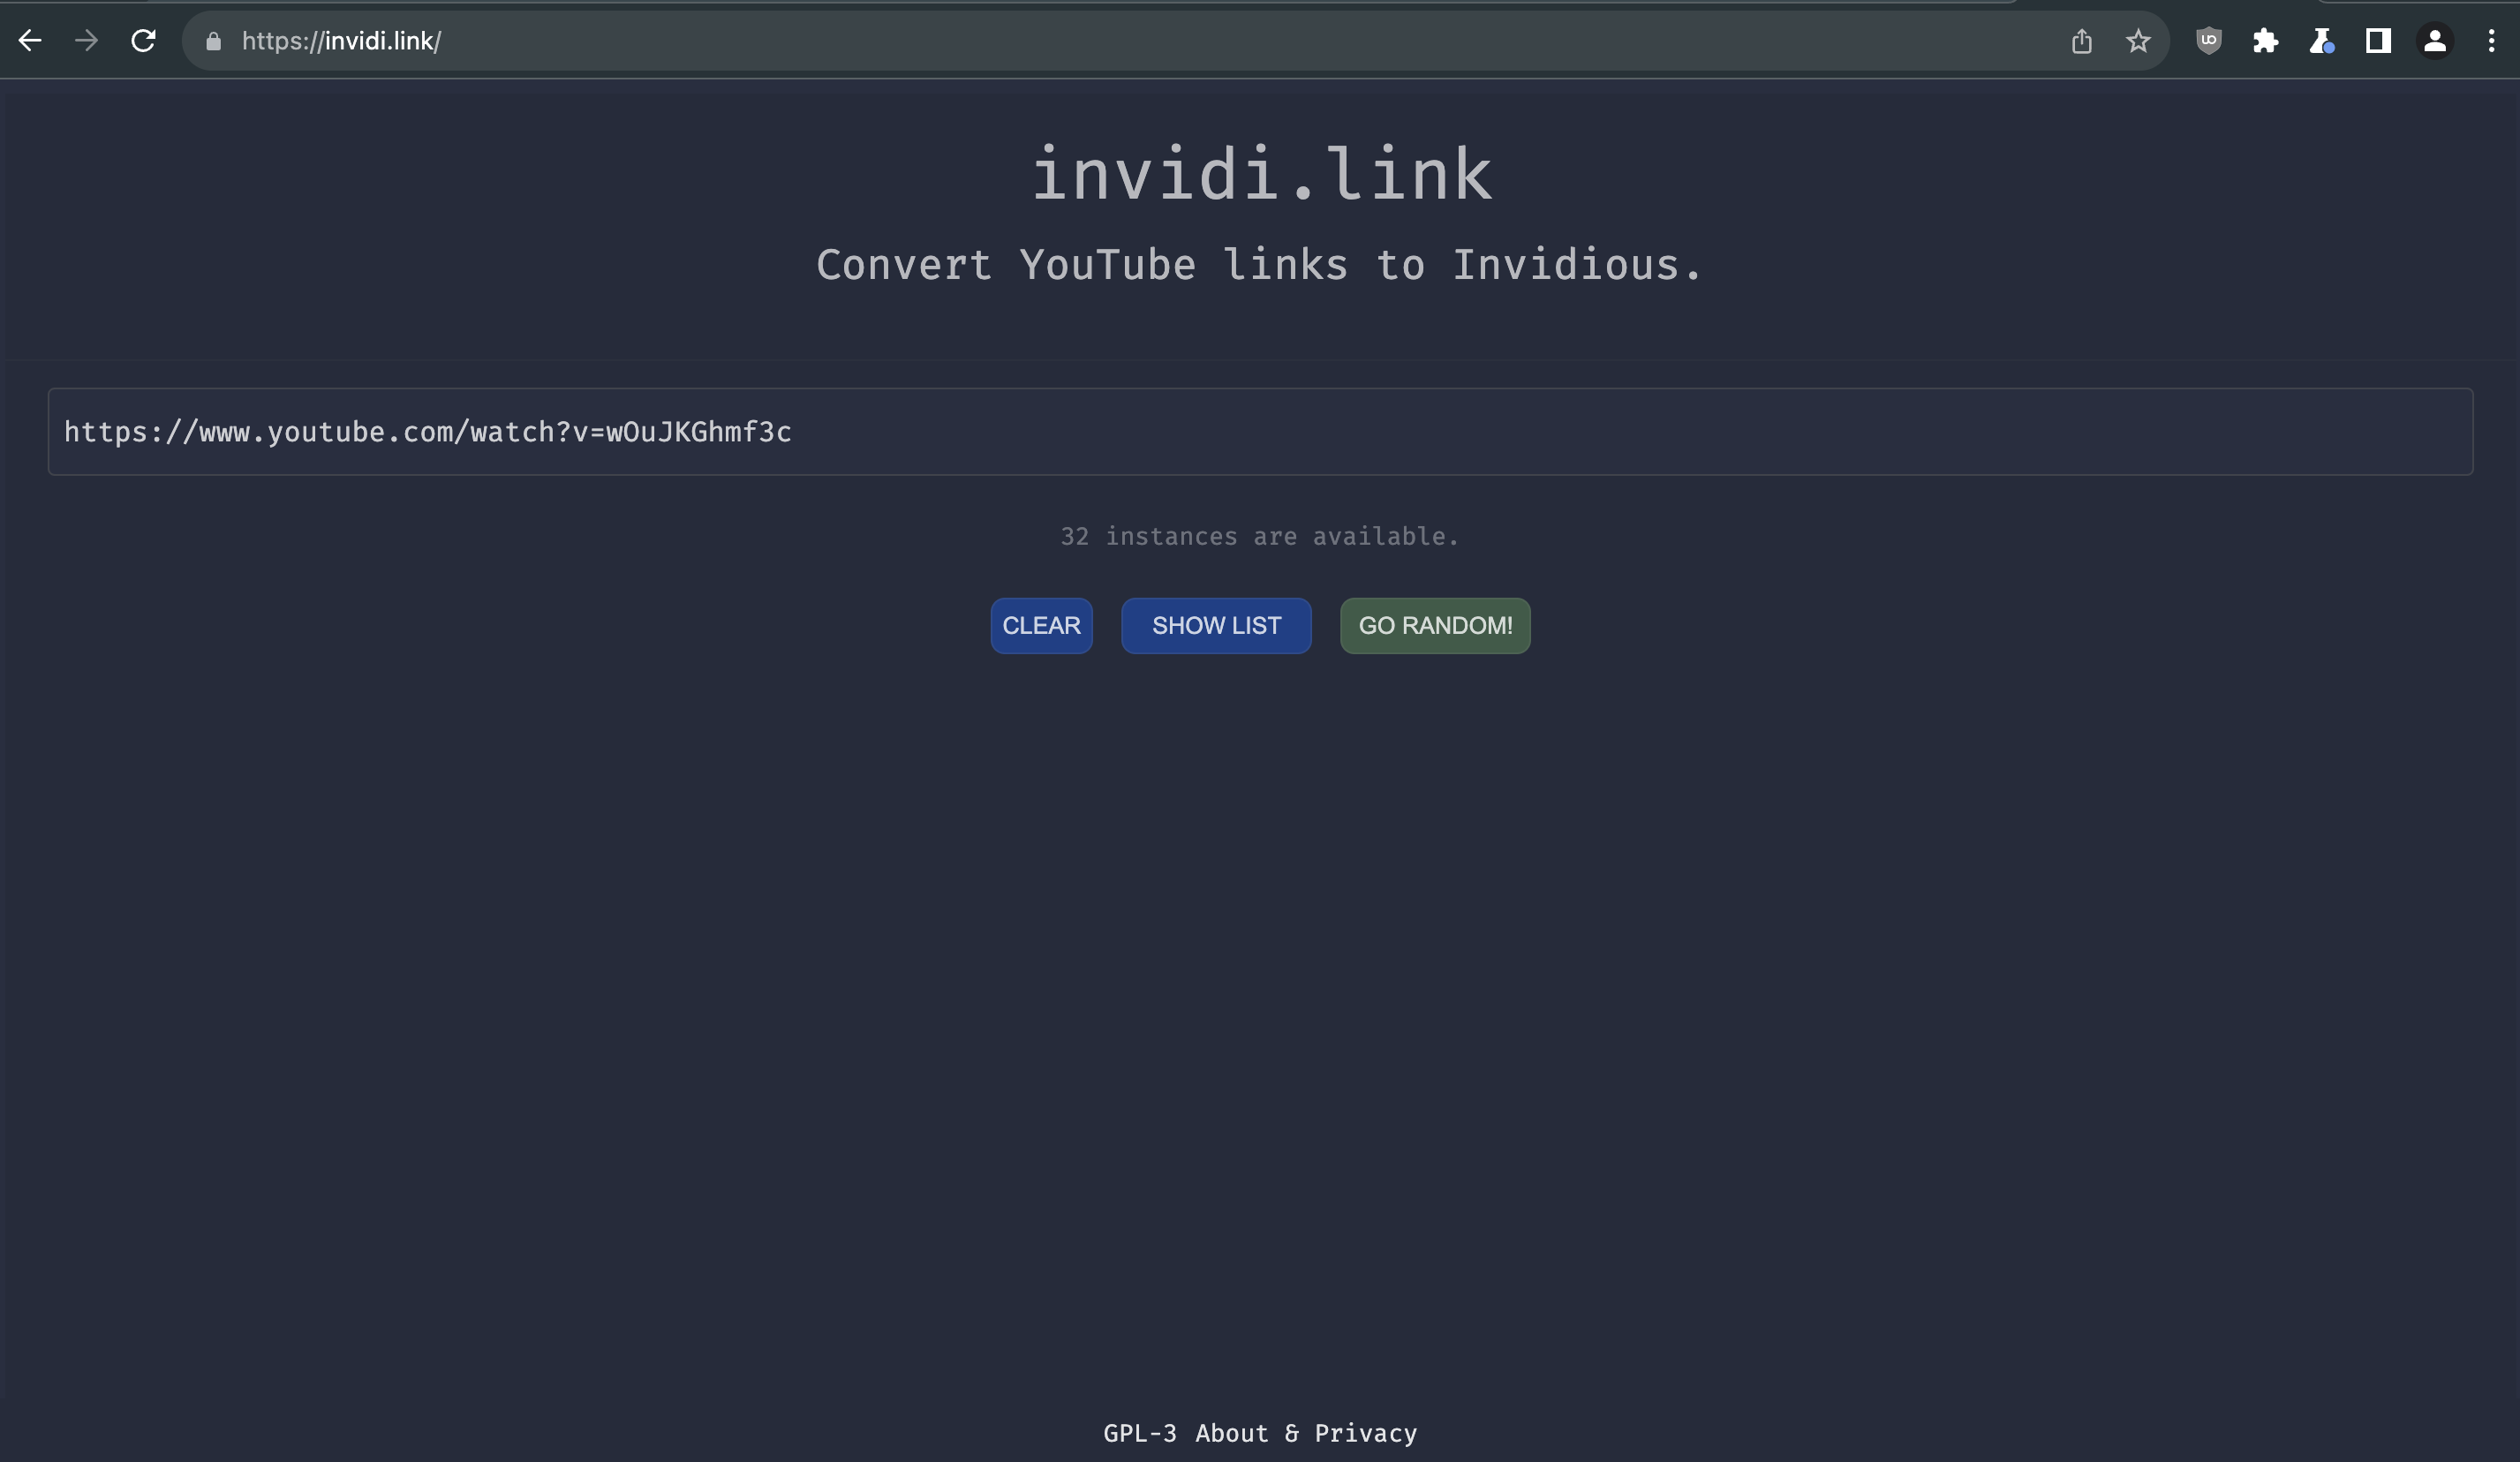 https://invidi.link/
invidi.link
Convert YouTube links to Invidious.
https://www.youtube.com/watch?v=wOuJKGhmf3c
32 instances are available.
CLEAR SHOW LIST GO RANDOM!
GPL-3 About & Privacy